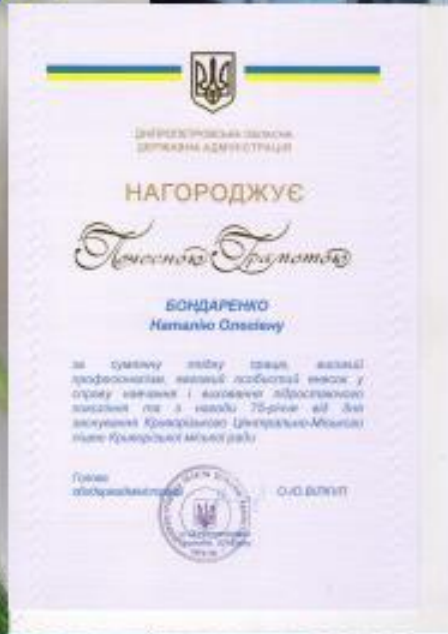 ДНІПРОПЕТРОВСЬКА ОБЛАСНА
ДЕРЖАВНА АДМІНІСТРАЦІЯ
НАГОРОДЖУЄ
Почесною Грамотою
БОНДАРЕНКО
Наталію Олегівну
за сумлінну плідну працю, високий
професіоналізм, вагомий особистий внесок у
справу навчання і виховання підростаючого
покоління та з нагоди 75-річчя від дня
заснування Криворізького Центрально-Міського
ліцею Криворізької міської ради
Голова
облдержадміністрації
О.Ю.ВІЛКУЛ